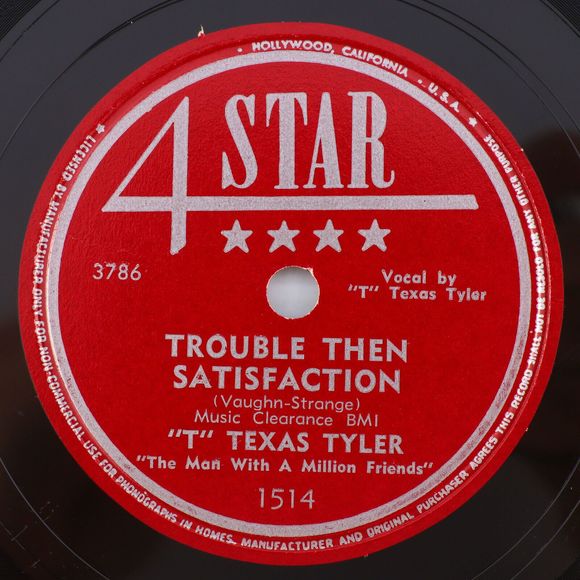 • HOLLYWOOD, CALIFORNIA • U.S.A. ★
4 STAR
★★★★
3786
Vocal by
"T" Texas Tyler
TROUBLE THEN
SATISFACTION
(Vaughn-Strange)
Music Clearance BMI
"T" TEXAS TYLER
"The Man With A Million Friends"
1514
★ LICENSED BY MANUFACTURER ONLY FOR NON-COMMERCIAL USE FOR PHONOGRAPHS IN HOMES. MANUFACTURER AND ORIGINAL PURCHASER AGREES THIS RECORD SHALL NOT BE RESOLD FOR ANY OTHER PURPOSE